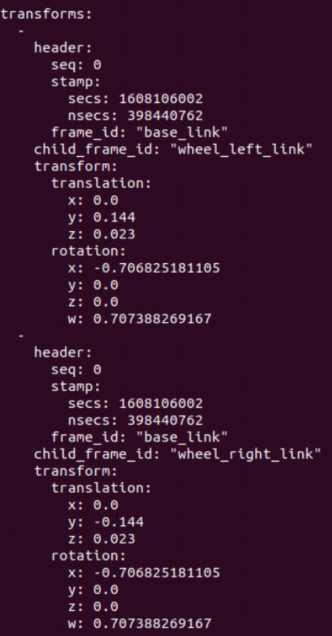 transforms:
  -
    header:
      seq: 0
      stamp:
        secs: 1608106002
        nsecs: 398440762
      frame_id: "base_link"
    child_frame_id: "wheel_left_link"
    transform:
      translation:
        x: 0.0
        y: 0.144
        z: 0.023
      rotation:
        x: -0.706825181105
        y: 0.0
        z: 0.0
        w: 0.707388269167
  -
    header:
      seq: 0
      stamp:
        secs: 1608106002
        nsecs: 398440762
      frame_id: "base_link"
    child_frame_id: "wheel_right_link"
    transform:
      translation:
        x: 0.0
        y: -0.144
        z: 0.023
      rotation:
        x: -0.706825181105
        y: 0.0
        z: 0.0
        w: 0.707388269167